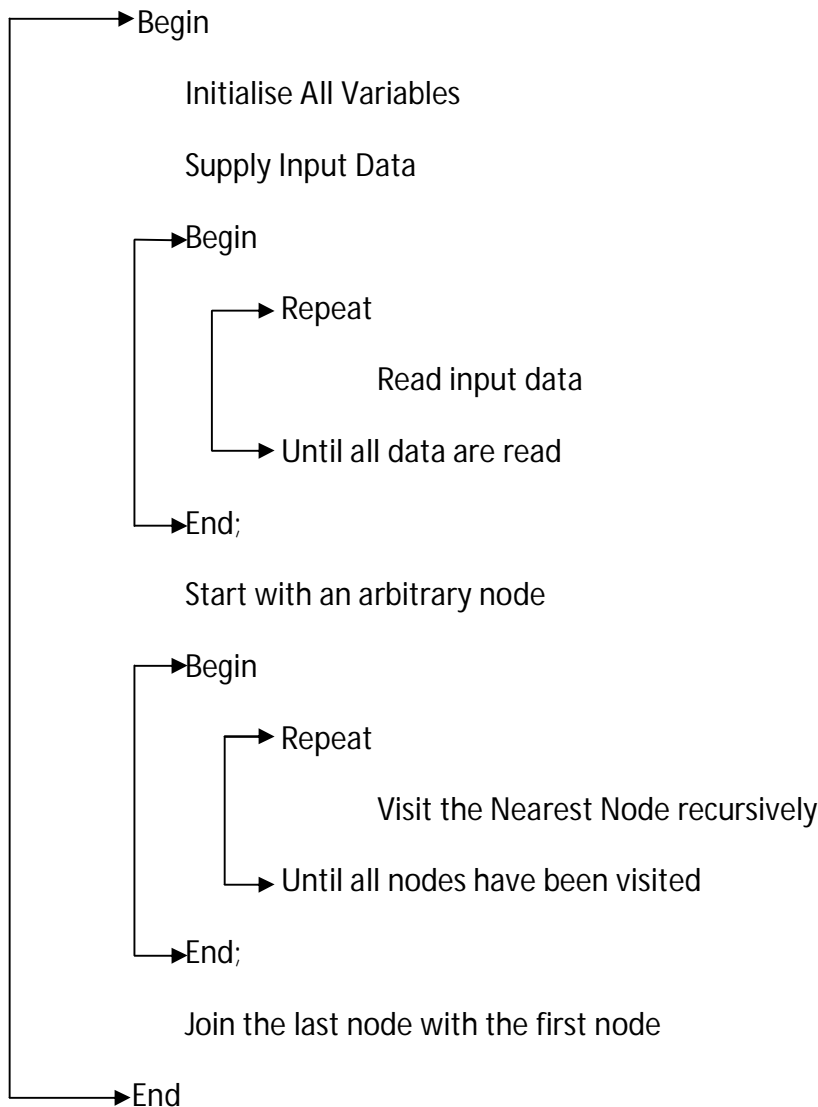 Begin
Initialise All Variables
Supply Input Data
Begin
Repeat
Read input data
Until all data are read
End;
Start with an arbitrary node
Begin
Repeat
Visit the Nearest Node recursively
Until all nodes have been visited
End;
Join the last node with the first node
End